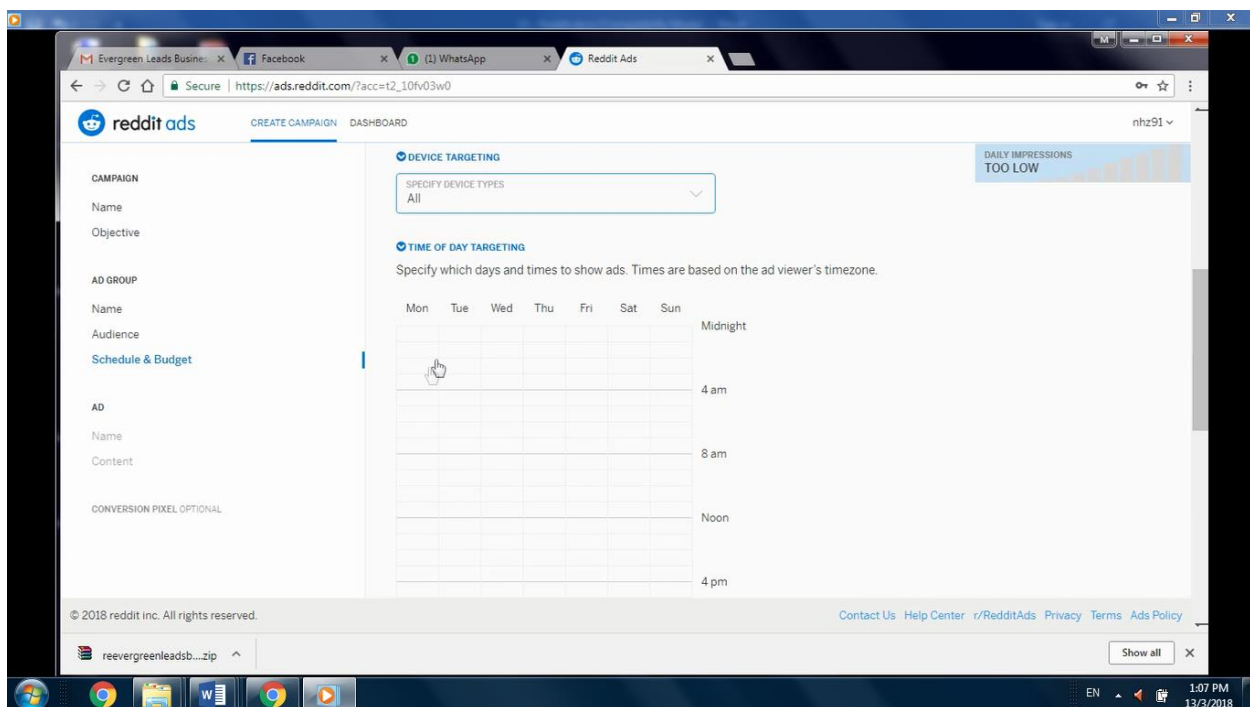 M
Evergreen Leads Busines
Facebook
(1) WhatsApp
Reddit Ads
Secure | https://ads.reddit.com/?acc=t2_10fv03w0
reddit ads
CREATE CAMPAIGN DASHBOARD
nhz91
DEVICE TARGETING
DAILY IMPRESSIONS
TOO LOW
SPECIFY DEVICE TYPES
All
CAMPAIGN
Name
Objective
AD GROUP
Name
Audience
Schedule & Budget
AD
Name
Content
CONVERSION PIXEL OPTIONAL
TIME OF DAY TARGETING
Specify which days and times to show ads. Times are based on the ad viewer's timezone.
Mon Tue Wed Thu Fri Sat Sun
Midnight
4 am
8 am
Noon
4 pm
© 2018 reddit inc. All rights reserved.
Contact Us Help Center r/RedditAds Privacy Terms Ads Policy
reevergreenleadsb....zip
Show all
EN
1:07 PM
13/3/2018